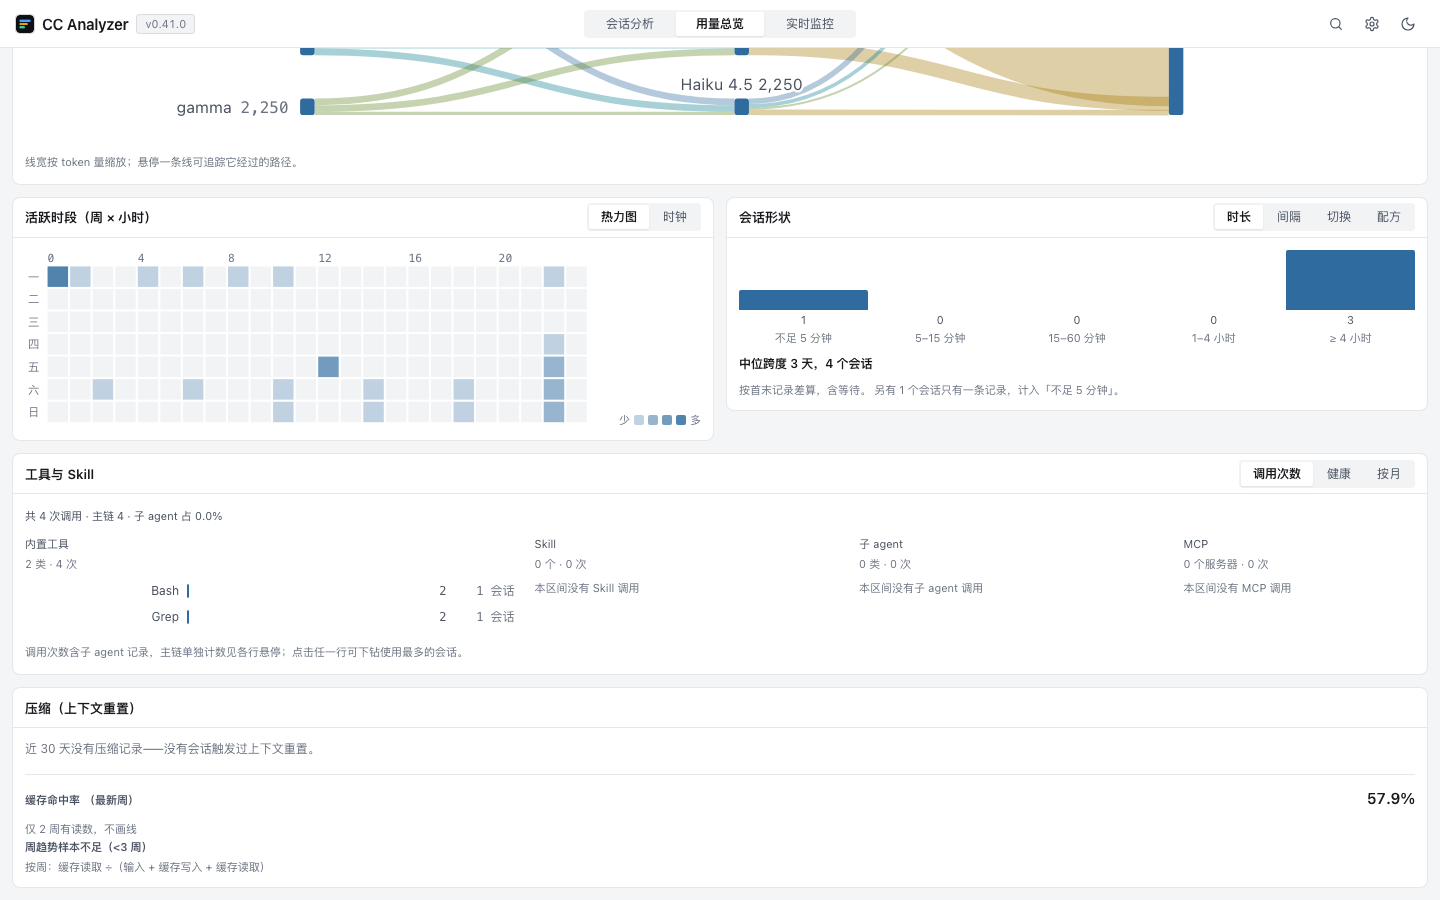 CC Analyzer v0.41.0
会话分析 用量总览 实时监控
Haiku 4.5 2,250
gamma 2,250
线宽按 token 量缩放；悬停一条线可追踪它经过的路径。
活跃时段（周 × 小时）
热力图 时钟
0 4 8 12 16 20
一
二
三
四
五
六
日
少 多
会话形状
时长 间隔 切换 配方
1 0 0 0 3
不足 5 分钟 5–15 分钟 15–60 分钟 1–4 小时 ≥ 4 小时
中位跨度 3 天，4 个会话
按首末记录差算，含等待。 另有 1 个会话只有一条记录，计入「不足 5 分钟」。
工具与 Skill
调用次数 健康 按月
共 4 次调用 · 主链 4 · 子 agent 占 0.0%
内置工具
2 类 · 4 次
Bash 2 1 会话
Grep 2 1 会话
Skill
0 个 · 0 次
本区间没有 Skill 调用
子 agent
0 类 · 0 次
本区间没有子 agent 调用
MCP
0 个服务器 · 0 次
本区间没有 MCP 调用
调用次数含子 agent 记录，主链单独计数见各行悬停；点击任一行可下钻使用最多的会话。
压缩（上下文重置）
近 30 天没有压缩记录——没有会话触发过上下文重置。
缓存命中率 （最新周） 57.9%
仅 2 周有读数，不画线
周趋势样本不足（<3 周）
按周：缓存读取 ÷（输入 + 缓存写入 + 缓存读取）